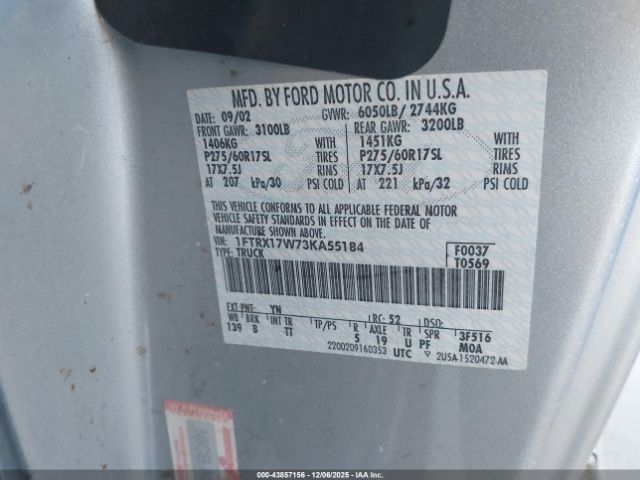 MFD. BY FORD MOTOR CO. IN U.S.A.
DATE: 09/02 GVWR: 6050LB/ 2744KG
FRONT GAWR: 3100LB REAR GAWR: 3200LB
1406KG WITH 1451KG WITH
P275/60R17SL TIRES P275/60R17SL TIRES
17X7.5J RIMS 17X7.5J RIMS
AT 207 kPa/30 PSI COLD AT 221 kPa/32 PSI COLD
THIS VEHICLE CONFORMS TO ALL APPLICABLE FEDERAL MOTOR
VEHICLE SAFETY STANDARDS IN EFFECT ON THE DATE OF
MANUFACTURE SHOWN ABOVE.
VIN: 1FTRX17W73KA55184 F0037
TYPE: TRUCK T0569
EXT PNT: YN RC: 52 DSO:
WB BRK INT TR TP/PS R AXLE TR SPR 3F516
139 B TT 5 19 U PF MOA
2200209160353 UTC 2USA-1520472-AA
WARNING
-43857156 - 12/06/2025 - IAAI.